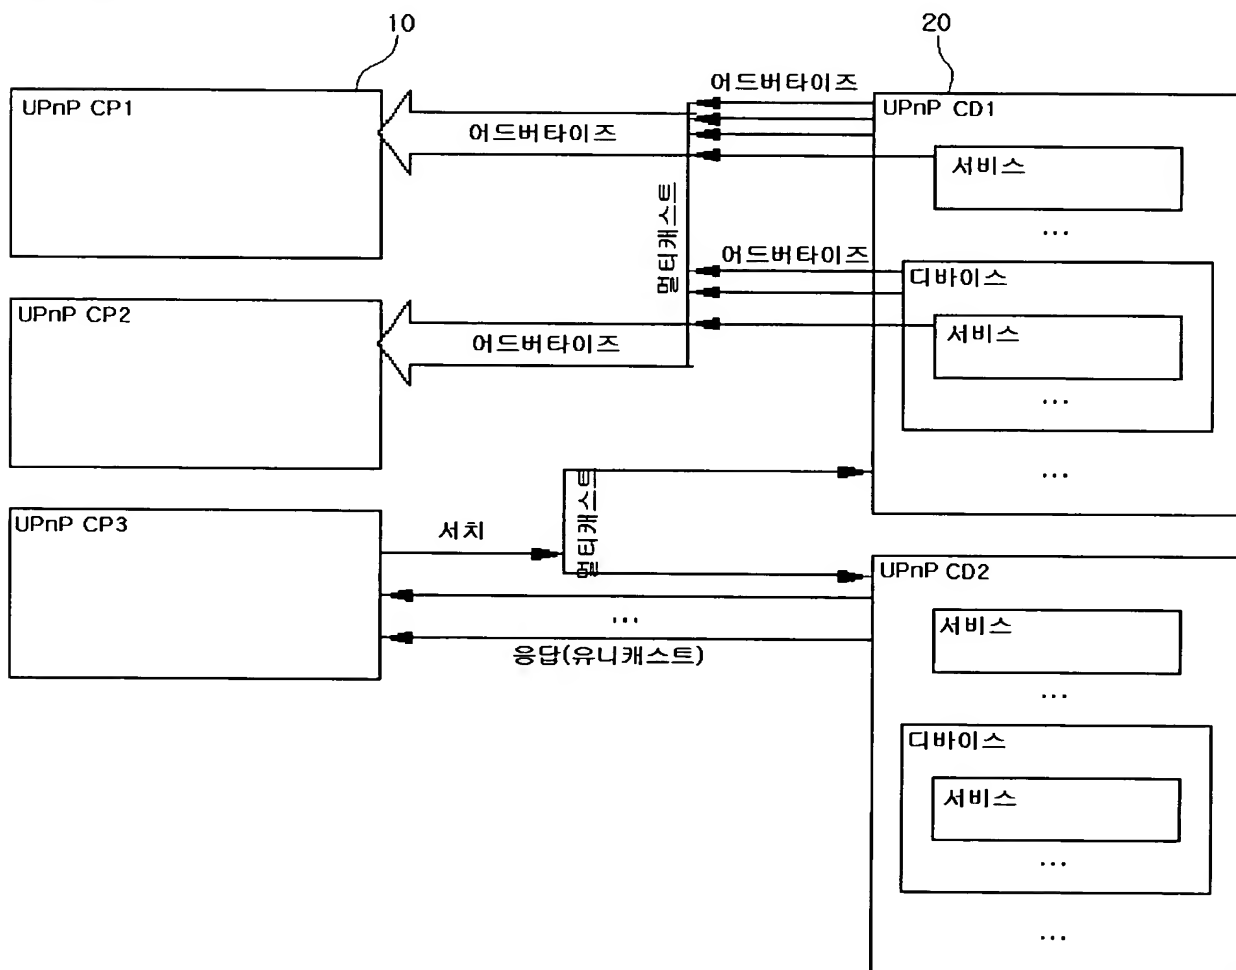 10
20
UPnP CP1
어드버타이즈
어드버타이즈
UPnP CD1
서비스
...
멀티캐스트
어드버타이즈
디바이스
UPnP CP2
어드버타이즈
서비스
...
...
UPnP CP3
서치
멀티캐스트
UPnP CD2
...
응답(유니캐스트)
서비스
...
디바이스
서비스
...
...